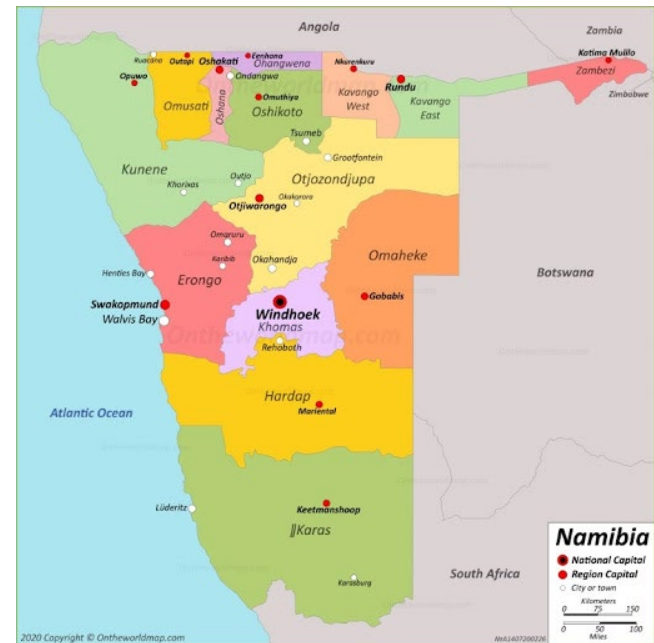 Angola
Zambia
Ruacana
Outapi
Oshakati
Eenhana
Ohangwena
Nkurenkuru
Katima Mulilo
Opuwo
Ondangwa
Rundu
Zambezi
Omusati
Oshana
Omuthiya
Oshikoto
Kavango
West
Kavango
East
Zimbabwe
Tsumeb
Grootfontein
Kunene
Outjo
Otjozondjupa
Khorixas
Otjiwarongo
Okakarara
Omaruru
Omaheke
Karibib
Okahandja
Henties Bay
Erongo
Botswana
Swakopmund
Gobabis
Walvis Bay
Windhoek
Khomas
Ontheworldmap.com
Rehoboth
Hardap
Atlantic Ocean
Mariental
Lüderitz
Keetmanshoop
ǁKaras
Karasburg
South Africa
Namibia
National Capital
Region Capital
City or town
Kilometers
0 75 150
0 50 100
Miles
2020 Copyright © Ontheworldmap.com